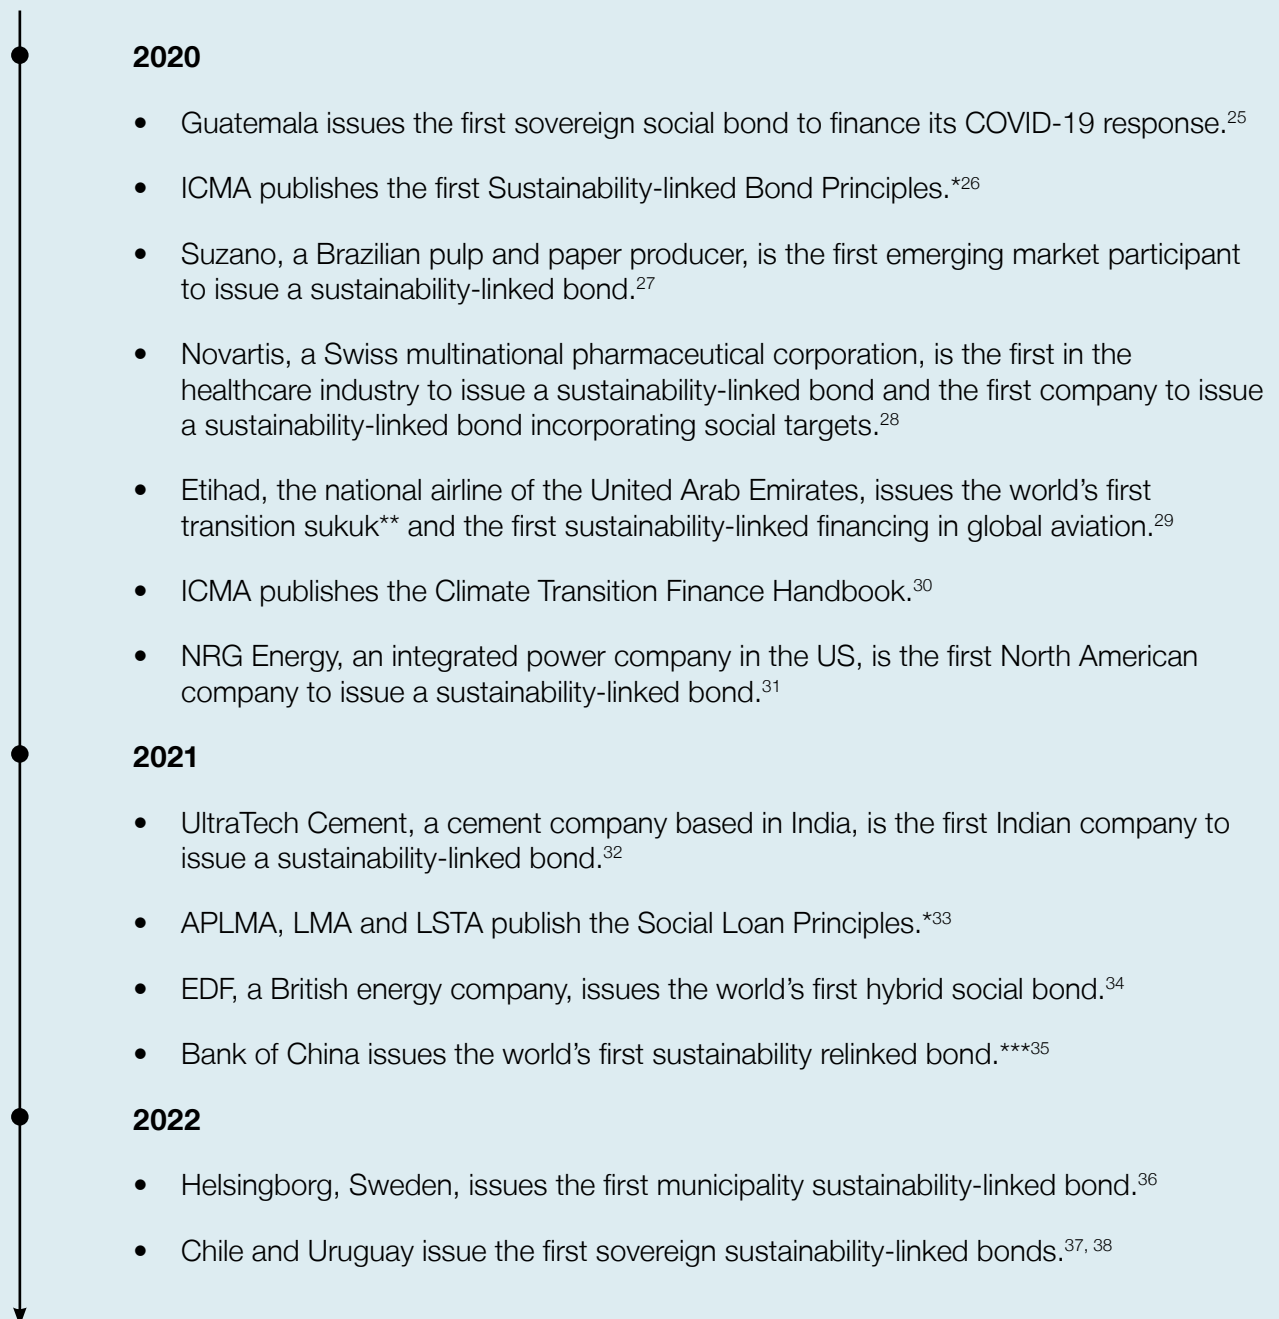 2020
• Guatemala issues the first sovereign social bond to finance its COVID-19 response.25
• ICMA publishes the first Sustainability-linked Bond Principles.*26
• Suzano, a Brazilian pulp and paper producer, is the first emerging market participant
to issue a sustainability-linked bond.27
• Novartis, a Swiss multinational pharmaceutical corporation, is the first in the
healthcare industry to issue a sustainability-linked bond and the first company to issue
a sustainability-linked bond incorporating social targets.28
• Etihad, the national airline of the United Arab Emirates, issues the world’s first
transition sukuk** and the first sustainability-linked financing in global aviation.29
• ICMA publishes the Climate Transition Finance Handbook.30
• NRG Energy, an integrated power company in the US, is the first North American
company to issue a sustainability-linked bond.31
2021
• UltraTech Cement, a cement company based in India, is the first Indian company to
issue a sustainability-linked bond.32
• APLMA, LMA and LSTA publish the Social Loan Principles.*33
• EDF, a British energy company, issues the world’s first hybrid social bond.34
• Bank of China issues the world’s first sustainability relinked bond.***35
2022
• Helsingborg, Sweden, issues the first municipality sustainability-linked bond.36
• Chile and Uruguay issue the first sovereign sustainability-linked bonds.37, 38